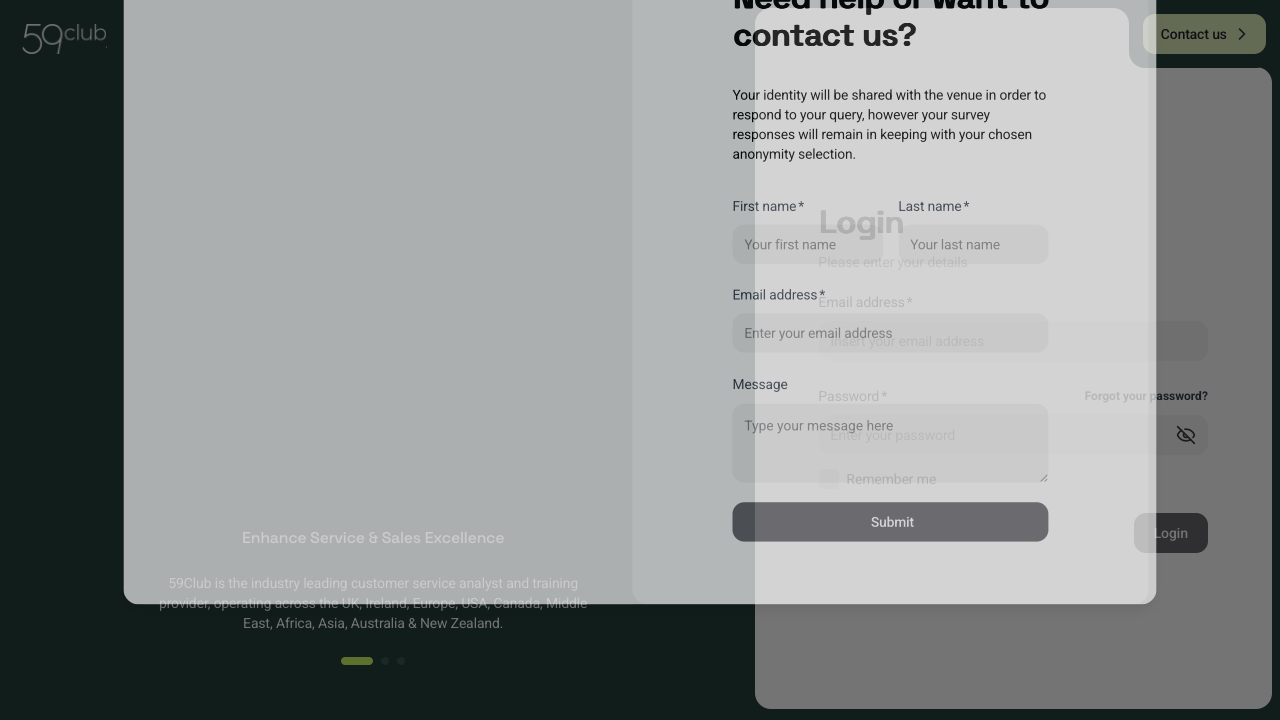 59club
Contact us
Need help or want to
contact us?
Your identity will be shared with the venue in order to
respond to your query, however your survey
responses will remain in keeping with your chosen
anonymity selection.
First name*
Last name*
Your first name
Your last name
Email address*
Enter your email address
Message
Type your message here
Submit
Login
Please enter your details
Email address*
Insert your email address
Password*
Forgot your password?
Enter your password
Remember me
Login
Enhance Service & Sales Excellence
59Club is the industry leading customer service analyst and training
provider, operating across the UK, Ireland, Europe, USA, Canada, Middle
East, Africa, Asia, Australia & New Zealand.